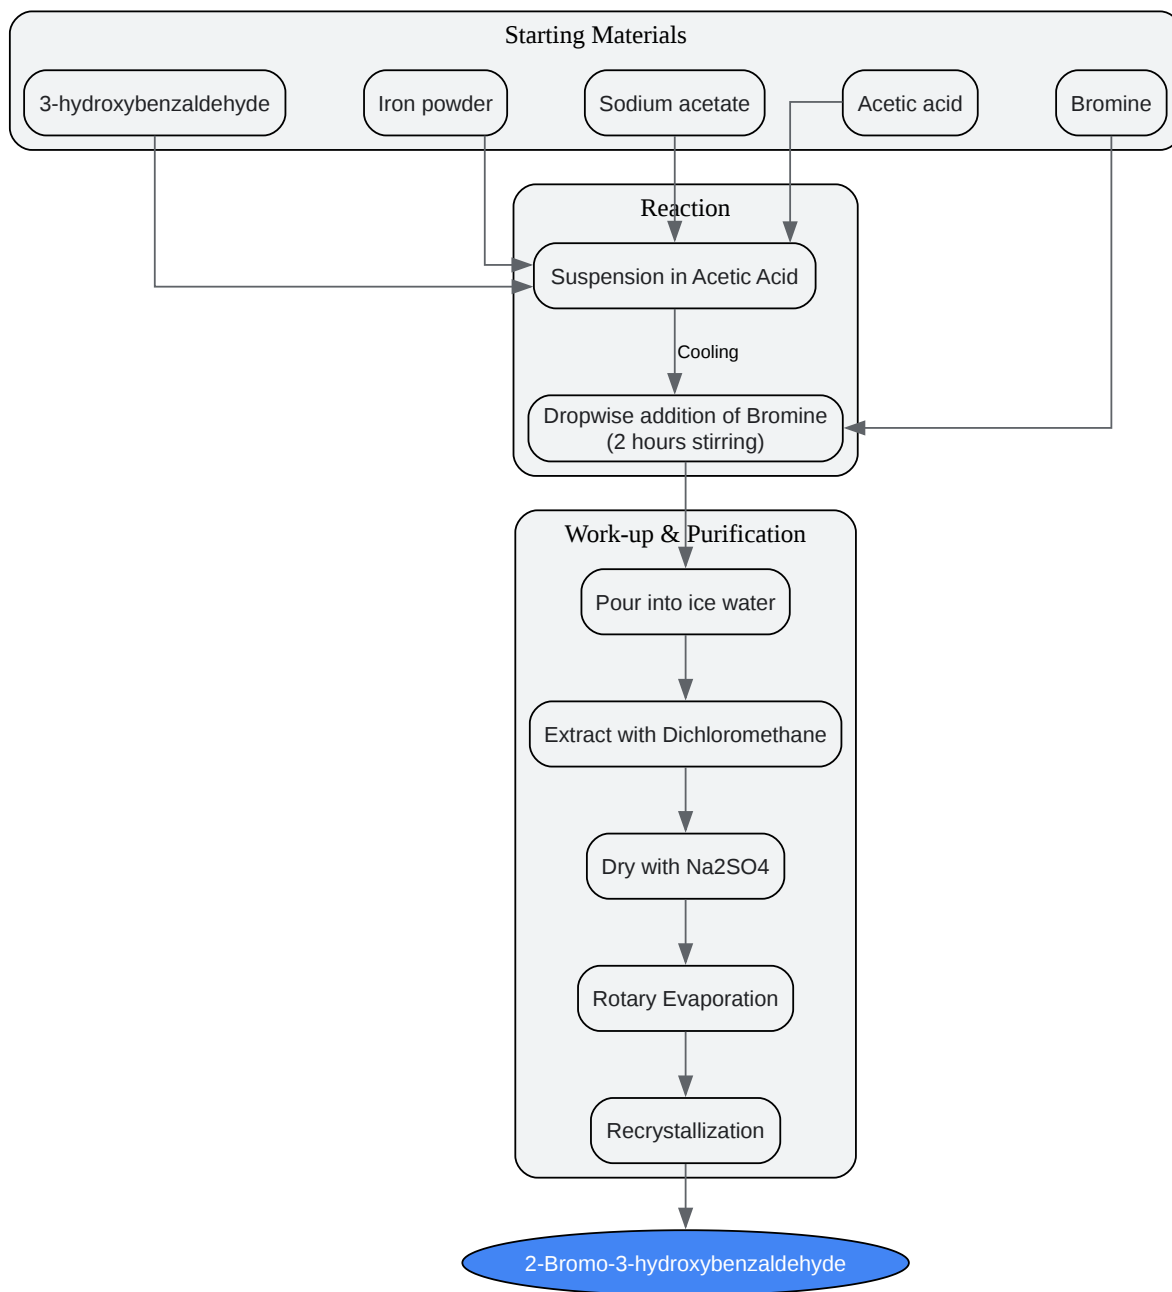 Starting Materials
3-hydroxybenzaldehyde
Iron powder
Sodium acetate
Acetic acid
Bromine
Reaction
Suspension in Acetic Acid
Cooling
Dropwise addition of Bromine
(2 hours stirring)
Work-up & Purification
Pour into ice water
Extract with Dichloromethane
Dry with Na2SO4
Rotary Evaporation
Recrystallization
2-Bromo-3-hydroxybenzaldehyde